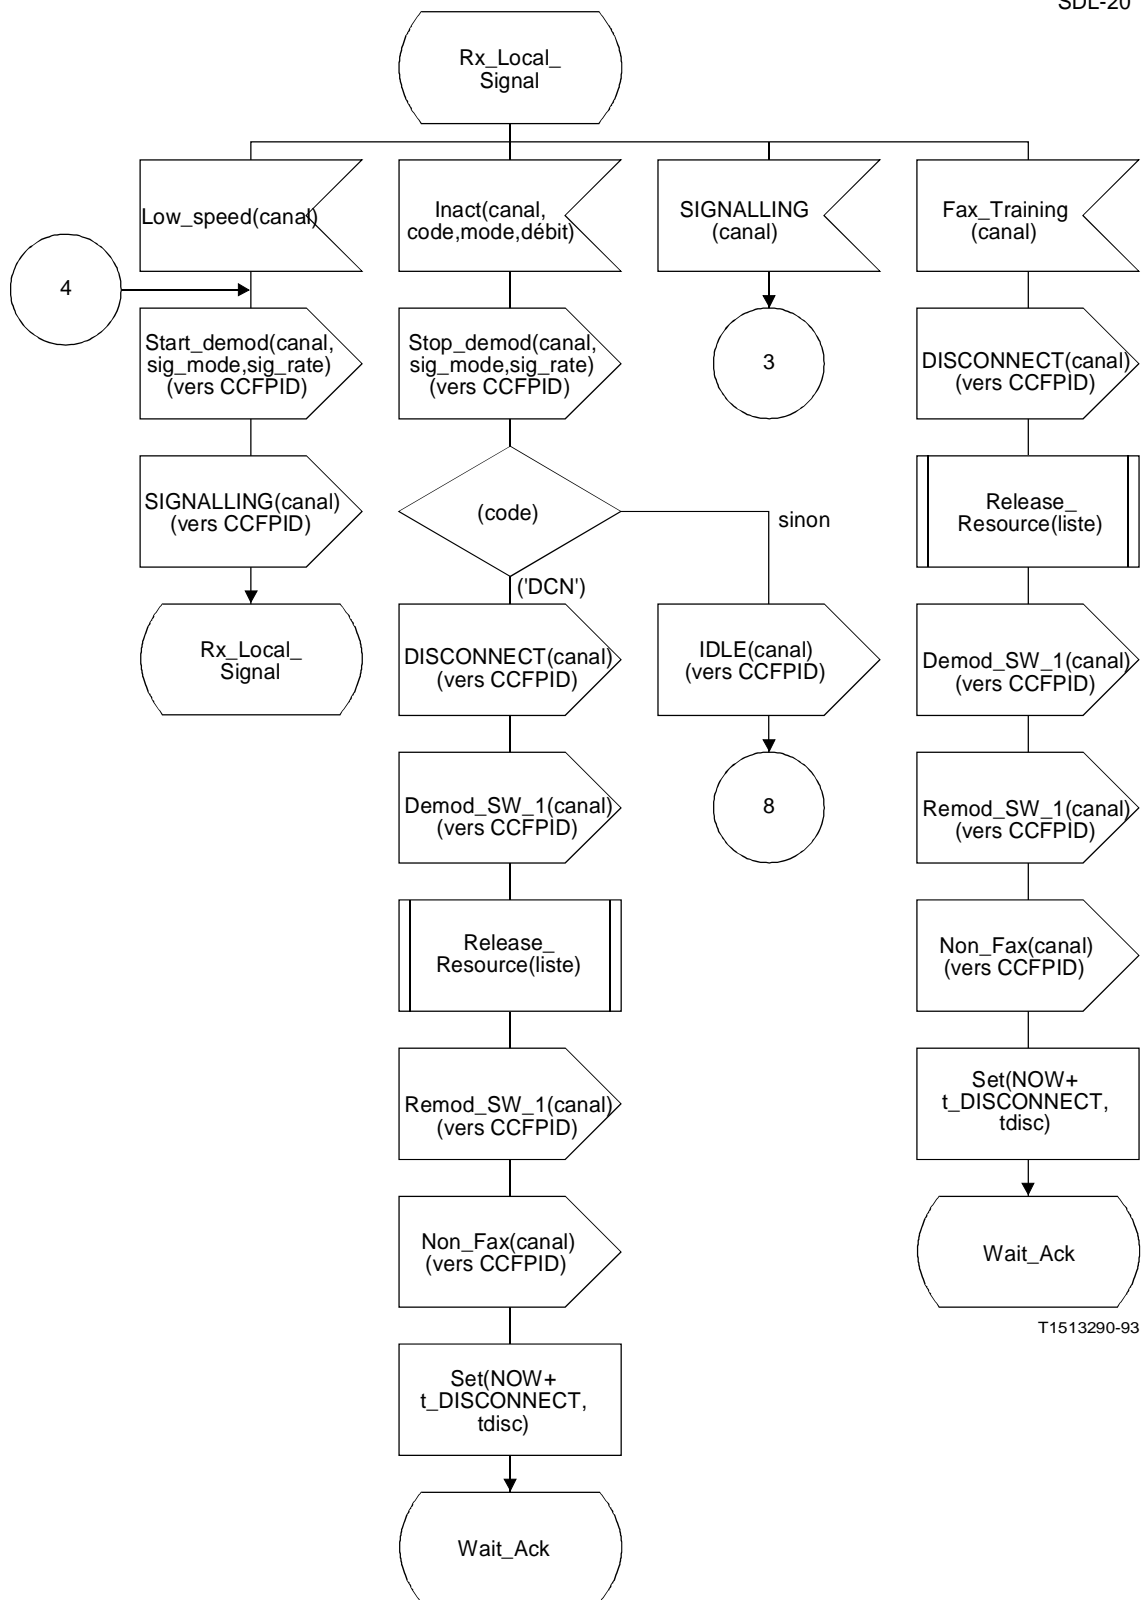 SDL-20
Rx_Local_
Signal
Low_speed(canal)
Inact(canal,
code,mode,débit)
SIGNALLING
(canal)
Fax_Training
(canal)
4
Start_demod(canal,
sig_mode,sig_rate)
(vers CCFPID)
Stop_demod(canal,
sig_mode,sig_rate)
(vers CCFPID)
3
DISCONNECT(canal)
(vers CCFPID)
SIGNALLING(canal)
(vers CCFPID)
(code)
sinon
('DCN')
Release_
Resource(liste)
Rx_Local_
Signal
DISCONNECT(canal)
(vers CCFPID)
IDLE(canal)
(vers CCFPID)
Demod_SW_1(canal)
(vers CCFPID)
Demod_SW_1(canal)
(vers CCFPID)
8
Remod_SW_1(canal)
(vers CCFPID)
Release_
Resource(liste)
Non_Fax(canal)
(vers CCFPID)
Remod_SW_1(canal)
(vers CCFPID)
Set(NOW+
t_DISCONNECT,
tdisc)
Non_Fax(canal)
(vers CCFPID)
Wait_Ack
T1513290-93
Set(NOW+
t_DISCONNECT,
tdisc)
Wait_Ack